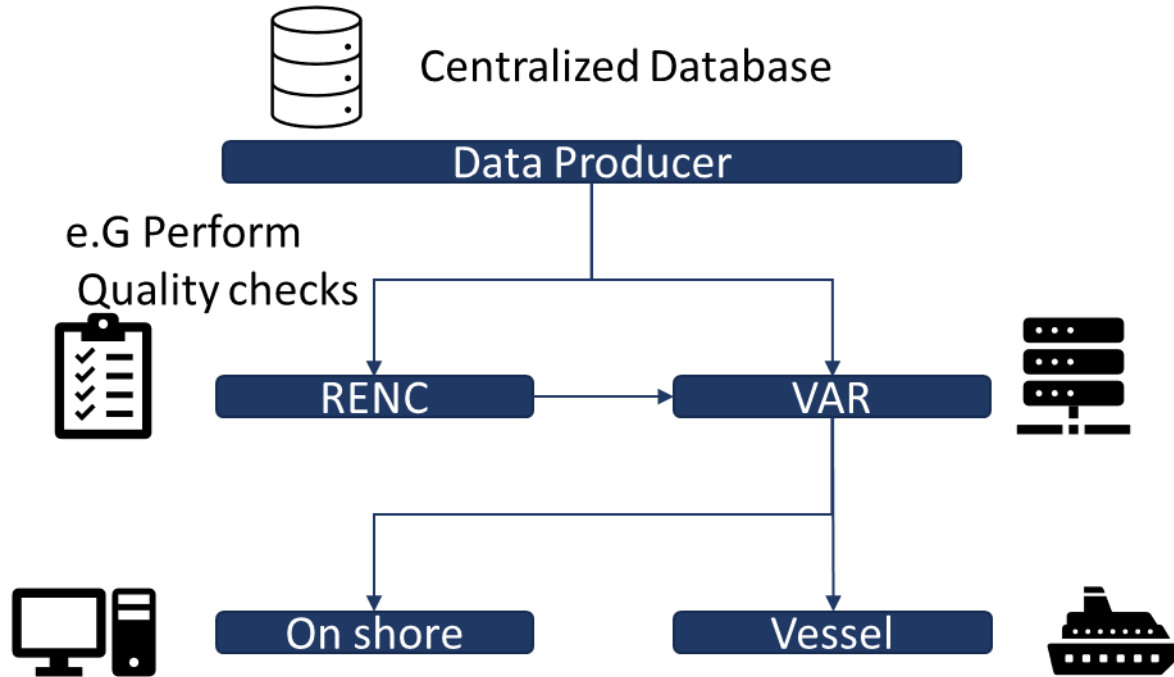 Centralized Database
Data Producer
e.G Perform
Quality checks
RENC
VAR
On shore
Vessel